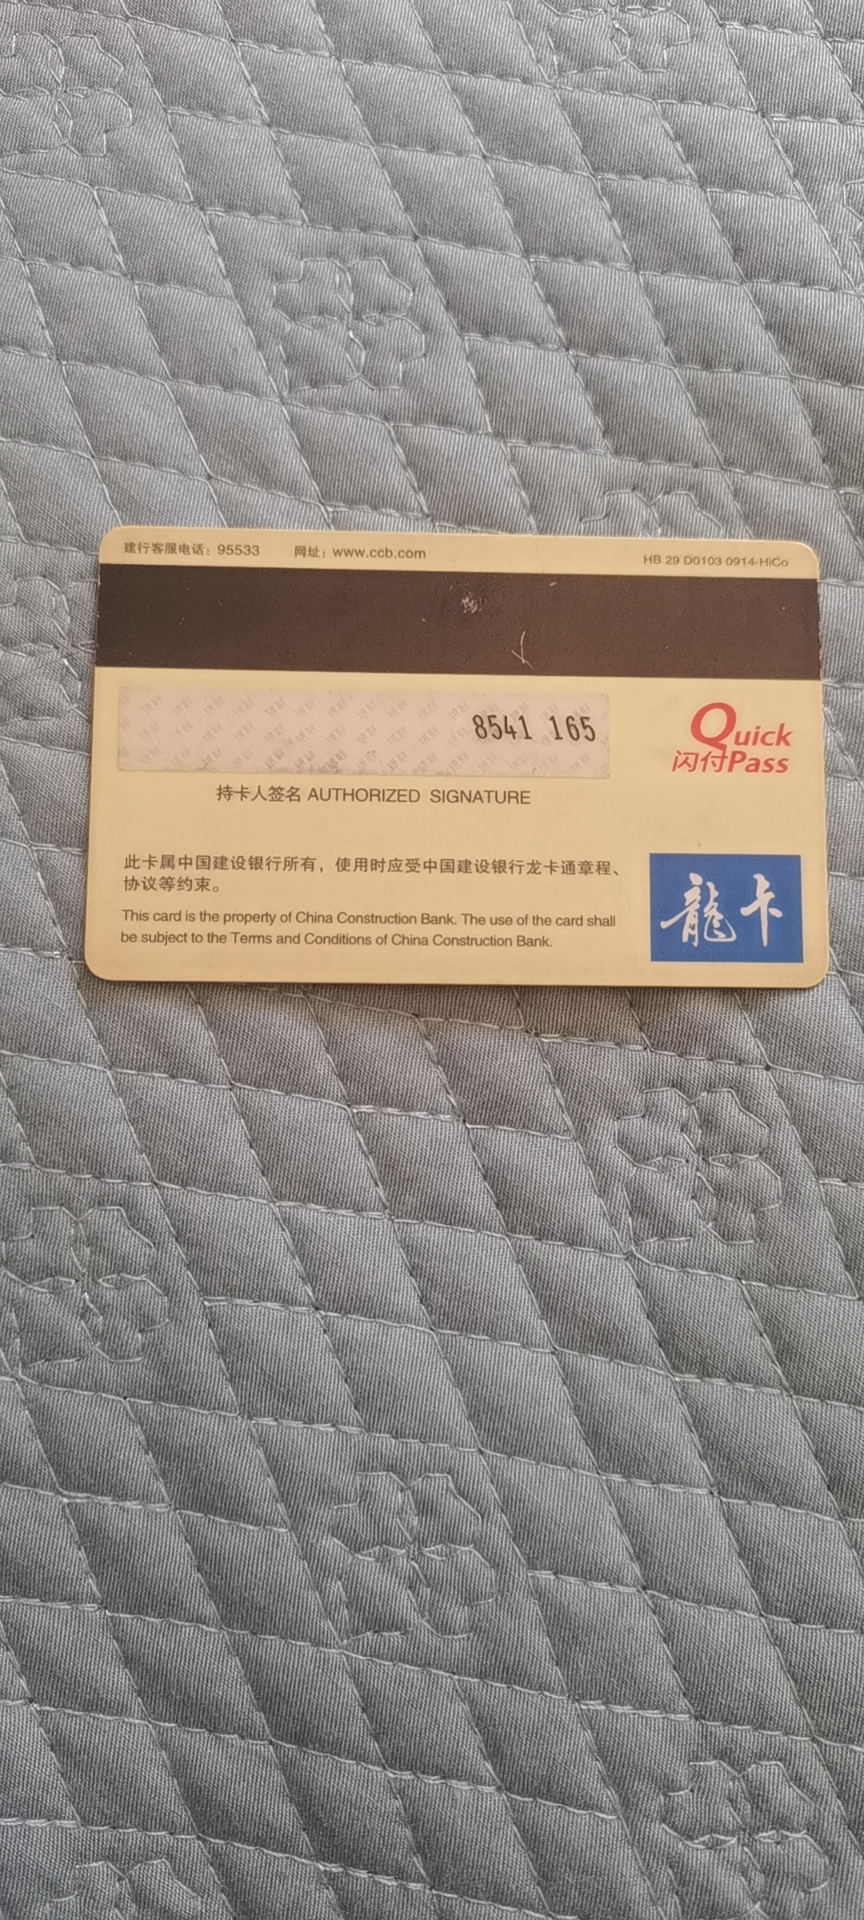 建行客服电话：95533 网址：www.ccb.com
HB 29 D0103 0914-HiCo
8541 165
Quick
闪付Pass
持卡人签名 AUTHORIZED SIGNATURE
此卡属中国建设银行所有，使用时应受中国建设银行龙卡通章程、
协议等约束。
This card is the property of China Construction Bank. The use of the card shall
be subject to the Terms and Conditions of China Construction Bank.
龍卡